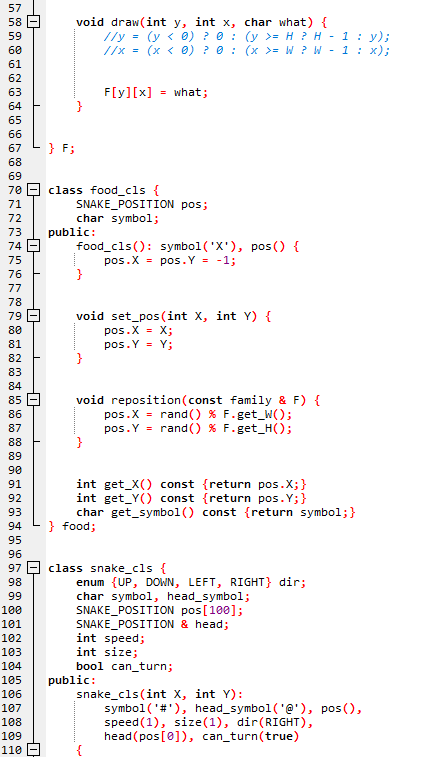 57
58 void draw(int y, int x, char what) {
59 //y = (y < 0) ? 0 : (y >= H ? H - 1 : y);
60 //x = (x < 0) ? 0 : (x >= W ? W - 1 : x);
61
62
63 F[y][x] = what;
64 }
65
66
67 } F;
68
69
70 class food_cls {
71 SNAKE_POSITION pos;
72 char symbol;
73 public:
74 food_cls(): symbol('X'), pos() {
75 pos.X = pos.Y = -1;
76 }
77
78
79 void set_pos(int X, int Y) {
80 pos.X = X;
81 pos.Y = Y;
82 }
83
84
85 void reposition(const family & F) {
86 pos.X = rand() % F.get_W();
87 pos.Y = rand() % F.get_H();
88 }
89
90
91 int get_X() const {return pos.X;}
92 int get_Y() const {return pos.Y;}
93 char get_symbol() const {return symbol;}
94 } food;
95
96
97 class snake_cls {
98 enum {UP, DOWN, LEFT, RIGHT} dir;
99 char symbol, head_symbol;
100 SNAKE_POSITION pos[100];
101 SNAKE_POSITION & head;
102 int speed;
103 int size;
104 bool can_turn;
105 public:
106 snake_cls(int X, int Y):
107 symbol('#'), head_symbol('@'), pos(),
108 speed(1), size(1), dir(RIGHT),
109 head(pos[0]), can_turn(true)
110 {